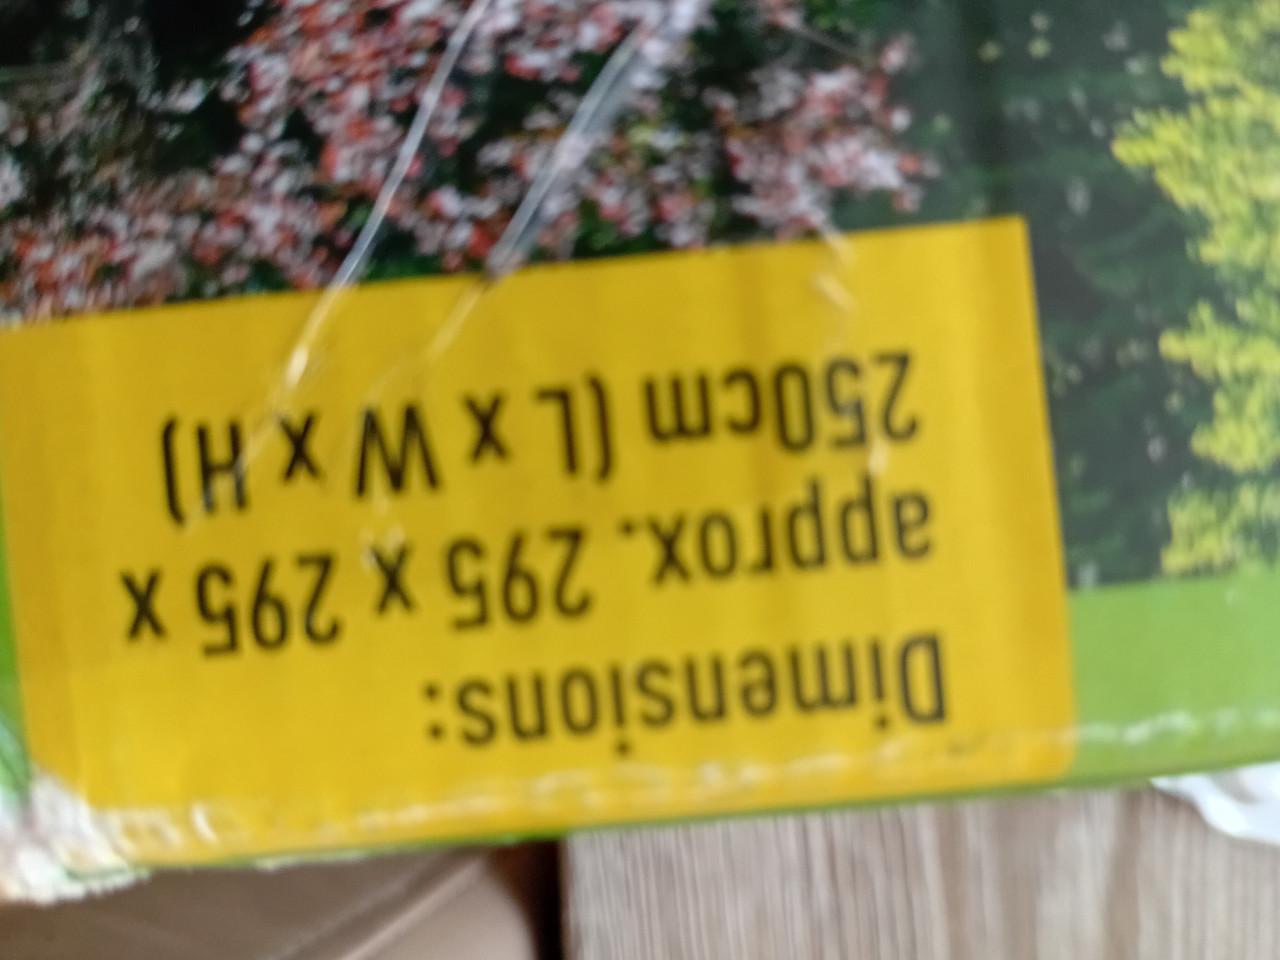 Dimensions:
approx. 295 x 295 x
250cm (L x W x H)